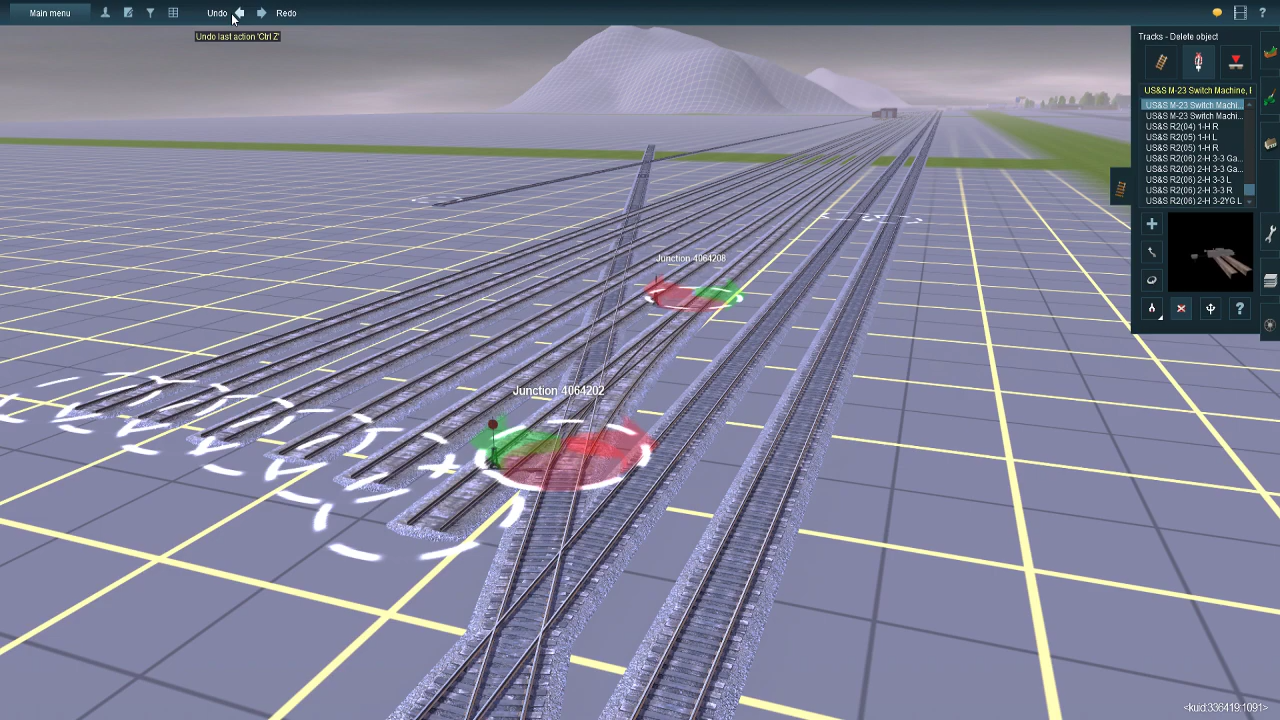 Main menu
Undo
Redo
Undo last action 'Ctrl Z'
Tracks - Delete object
US&S M-23 Switch Machine, 
US&S M-23 Switch Machi...
US&S M-23 Switch Machi...
US&S R2(04) 1-H R
US&S R2(05) 1-H L
US&S R2(05) 1-H R
US&S R2(06) 2-H 3-3 Ga...
US&S R2(06) 2-H 3-3 Ga...
US&S R2(06) 2-H 3-3 L
US&S R2(06) 2-H 3-3 R
US&S R2(06) 2-H 3-2YG L
?
?
Junction 4064208
Junction 4064202
<kuid:336419:1091>